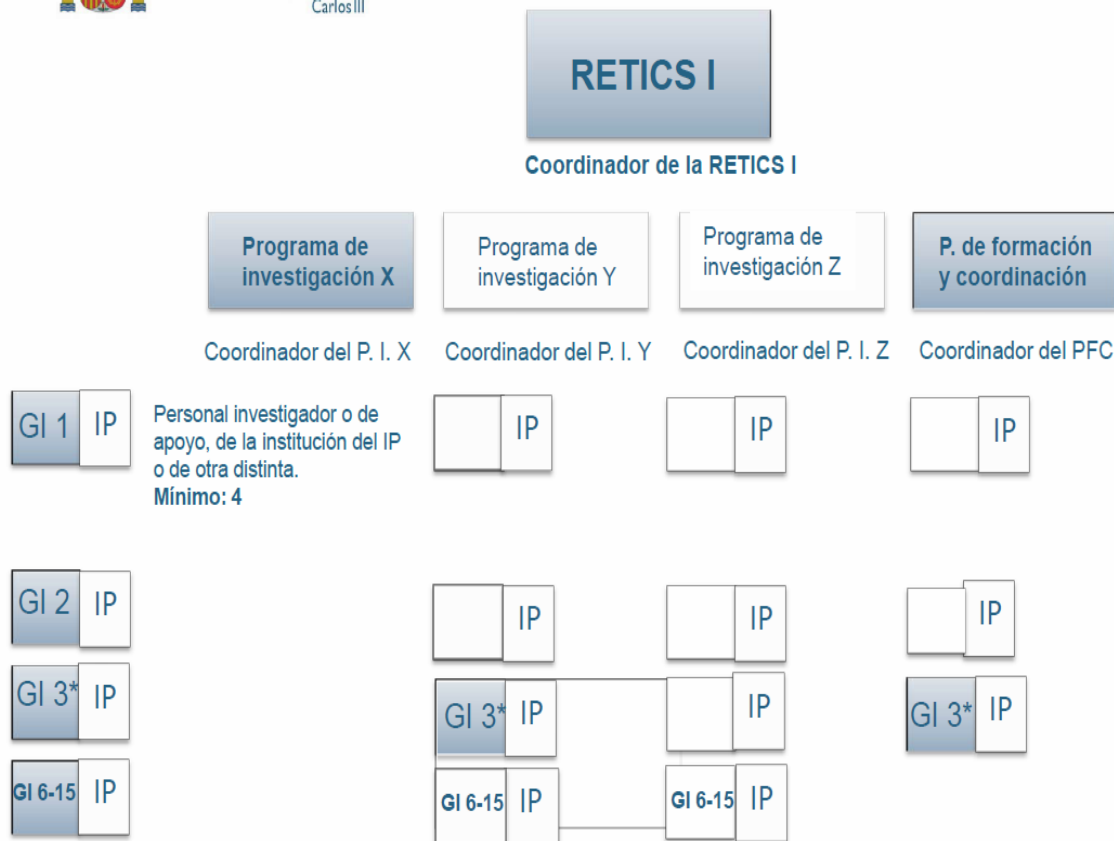 Carlos III
RETICS I
Coordinador de la RETICS I
Programa de
investigación X
Programa de
investigación Y
Programa de
investigación Z
P. de formación
y coordinación
Coordinador del P. I. X
Coordinador del P. I. Y
Coordinador del P. I. Z
Coordinador del PFC
GI 1 IP
Personal investigador o de
apoyo, de la institución del IP
o de otra distinta.
Mínimo: 4
IP
IP
IP
GI 2 IP
IP
IP
IP
GI 3* IP
GI 3* IP
IP
GI 3* IP
GI 6-15 IP
GI 6-15 IP
GI 6-15 IP